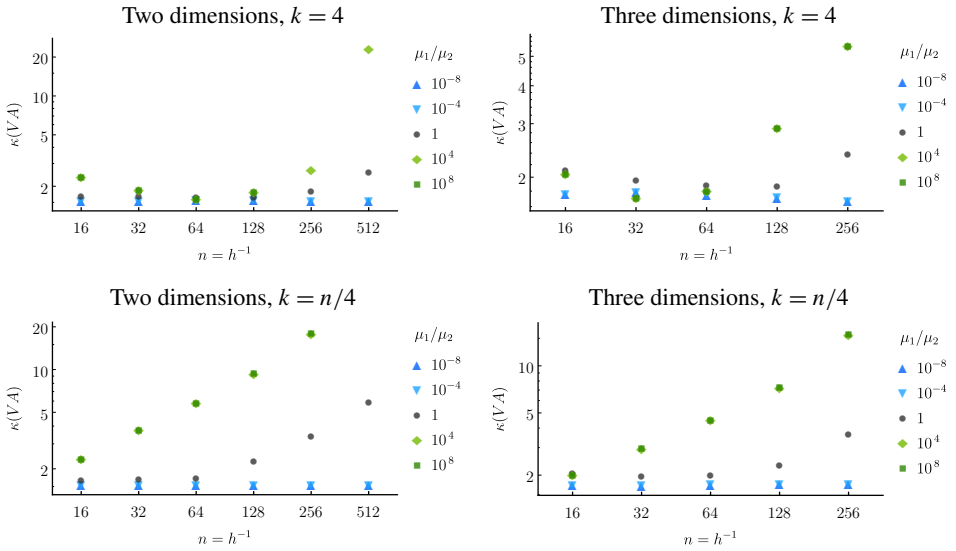 Two dimensions, k = 4
20
10
5
2
κ(VA)
16 32 64 128 256 512
n = h⁻¹
μ₁/μ₂
10⁻⁸
10⁻⁴
1
10⁴
10⁸
Three dimensions, k = 4
5
4
3
2
κ(VA)
16 32 64 128 256
n = h⁻¹
μ₁/μ₂
10⁻⁸
10⁻⁴
1
10⁴
10⁸
Two dimensions, k = n/4
20
10
5
2
κ(VA)
16 32 64 128 256 512
n = h⁻¹
μ₁/μ₂
10⁻⁸
10⁻⁴
1
10⁴
10⁸
Three dimensions, k = n/4
10
5
2
κ(VA)
16 32 64 128 256
n = h⁻¹
μ₁/μ₂
10⁻⁸
10⁻⁴
1
10⁴
10⁸